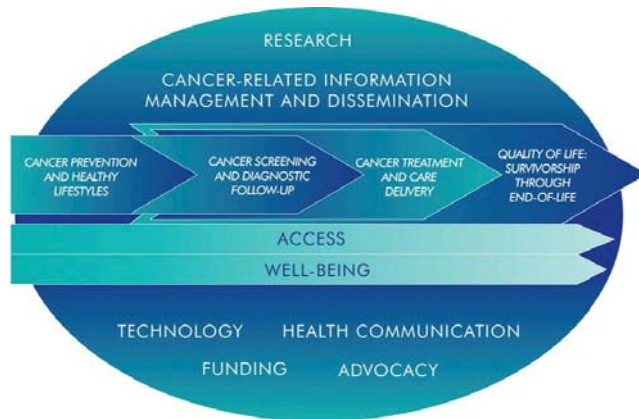 RESEARCH
CANCER-RELATED INFORMATION
MANAGEMENT AND DISSEMINATION
CANCER PREVENTION
AND HEALTHY
LIFESTYLES
CANCER SCREENING
AND DIAGNOSTIC
FOLLOW-UP
CANCER TREATMENT
AND CARE
DELIVERY
QUALITY OF LIFE:
SURVIVORSHIP
THROUGH
END-OF-LIFE
ACCESS
WELL-BEING
TECHNOLOGY HEALTH COMMUNICATION
FUNDING ADVOCACY